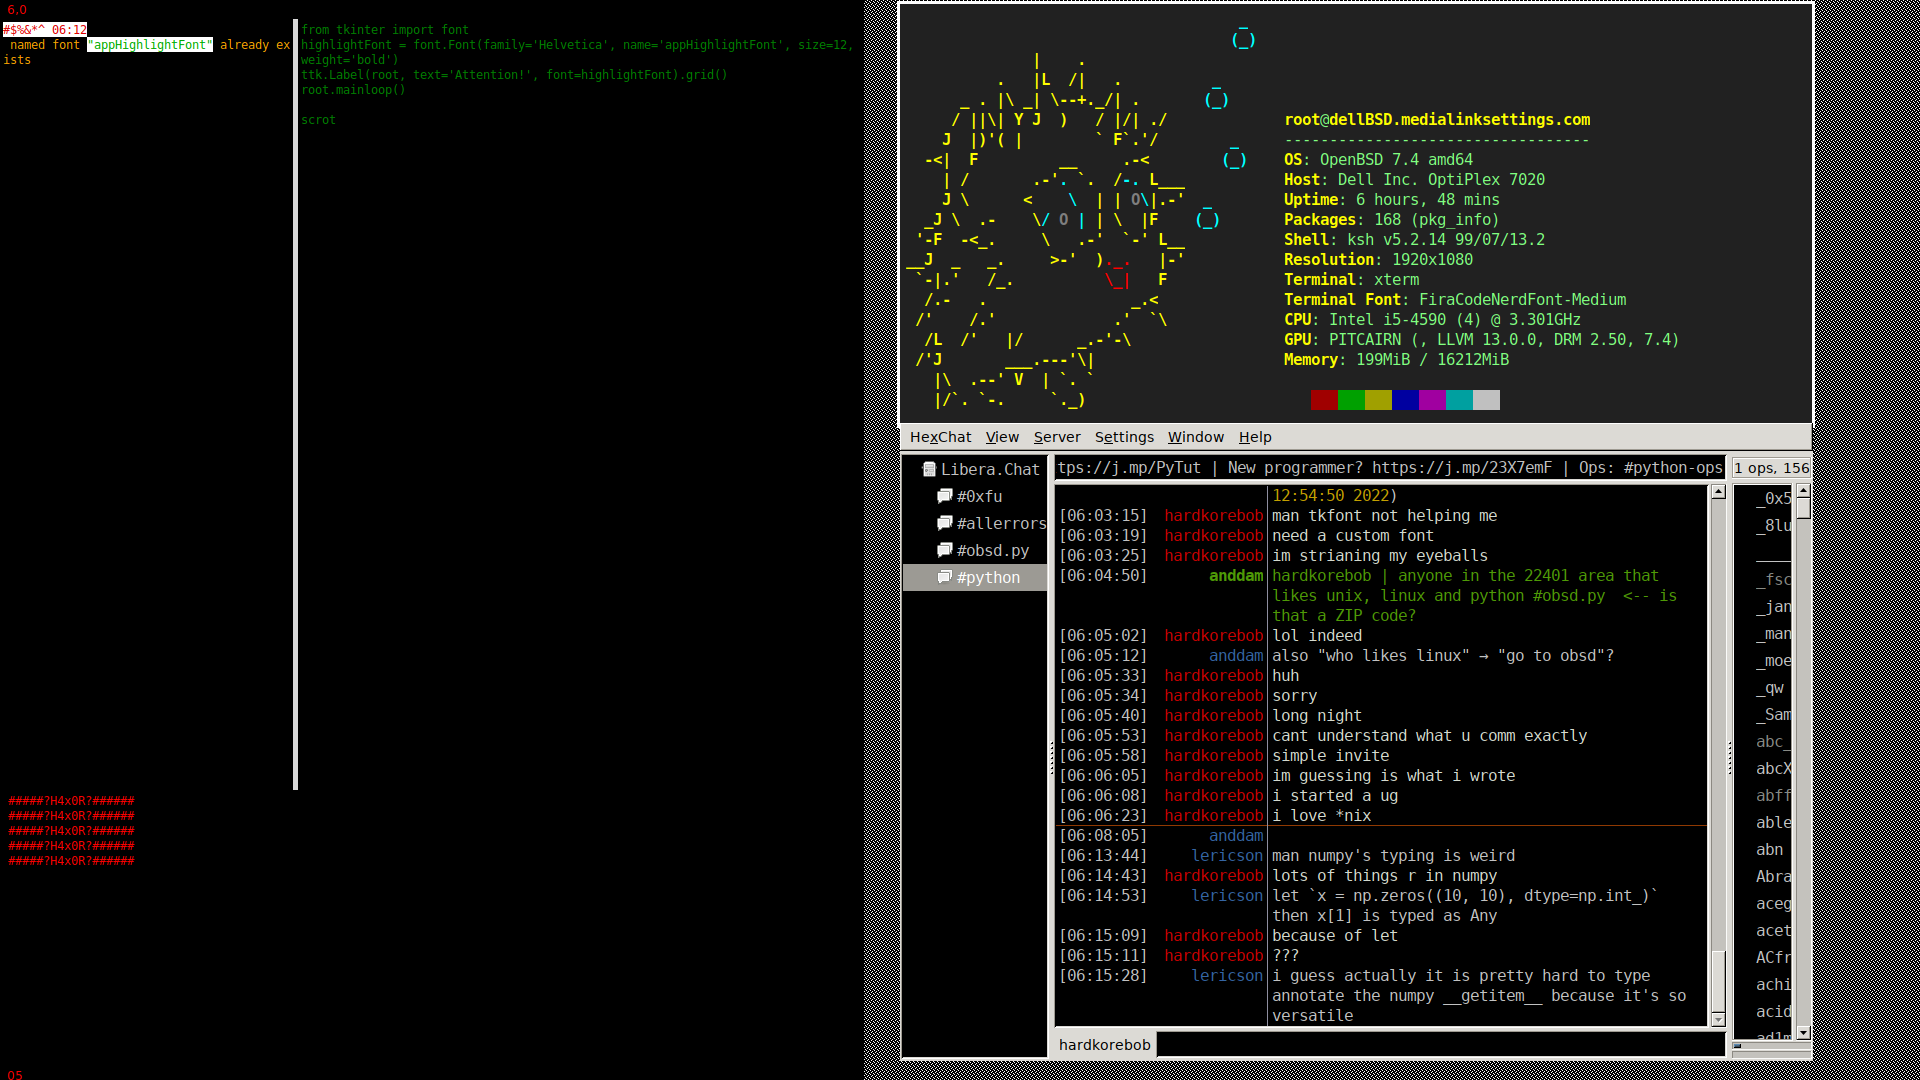 6,0
#$%&*^ 06:12
named font "appHighlightFont" already ex
ists
from tkinter import font
highlightFont = font.Font(family='Helvetica', name='appHighlightFont', size=12,
weight='bold')
ttk.Label(root, text='Attention!', font=highlightFont).grid()
root.mainloop()
scrot
#####?H4x0R?######
#####?H4x0R?######
#####?H4x0R?######
#####?H4x0R?######
#####?H4x0R?######
05
root@dellBSD.medialinksettings.com
----------------------------------
OS: OpenBSD 7.4 amd64
Host: Dell Inc. OptiPlex 7020
Uptime: 6 hours, 48 mins
Packages: 168 (pkg_info)
Shell: ksh v5.2.14 99/07/13.2
Resolution: 1920x1080
Terminal: xterm
Terminal Font: FiraCodeNerdFont-Medium
CPU: Intel i5-4590 (4) @ 3.301GHz
GPU: PITCAIRN (, LLVM 13.0.0, DRM 2.50, 7.4)
Memory: 199MiB / 16212MiB
HexChat View Server Settings Window Help
Libera.Chat
#0xfu
#allerrors
#obsd.py
#python
tps://j.mp/PyTut | New programmer? https://j.mp/23X7emF | Ops: #python-ops
1 ops, 156
12:54:50 2022)
[06:03:15] hardkorebob man tkfont not helping me
[06:03:19] hardkorebob need a custom font
[06:03:25] hardkorebob im strianing my eyeballs
[06:04:50] anddam hardkorebob | anyone in the 22401 area that
likes unix, linux and python #obsd.py  <-- is
that a ZIP code?
[06:05:02] hardkorebob lol indeed
[06:05:12] anddam also "who likes linux" → "go to obsd"?
[06:05:33] hardkorebob huh
[06:05:34] hardkorebob sorry
[06:05:40] hardkorebob long night
[06:05:53] hardkorebob cant understand what u comm exactly
[06:05:58] hardkorebob simple invite
[06:06:05] hardkorebob im guessing is what i wrote
[06:06:08] hardkorebob i started a ug
[06:06:23] hardkorebob i love *nix
[06:08:05] anddam
[06:13:44] lericson man numpy's typing is weird
[06:14:43] hardkorebob lots of things r in numpy
[06:14:53] lericson let `x = np.zeros((10, 10), dtype=np.int_)`
then x[1] is typed as Any
[06:15:09] hardkorebob because of let
[06:15:11] hardkorebob ???
[06:15:28] lericson i guess actually it is pretty hard to type
annotate the numpy __getitem__ because it's so
versatile
hardkorebob
_0x5
_8lu
____
_fsc
_jan
_man
_moe
_qw
_Sam
abc_
abcX
abff
able
abn
Abra
aceg
acet
ACfr
achi
acid
ad1m